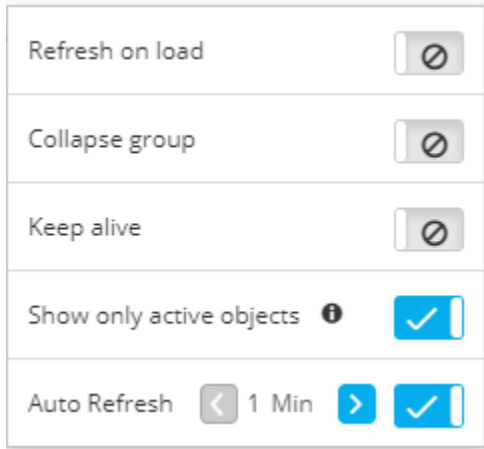 Refresh on load
Collapse group
Keep alive
Show only active objects
Auto Refresh 1 Min